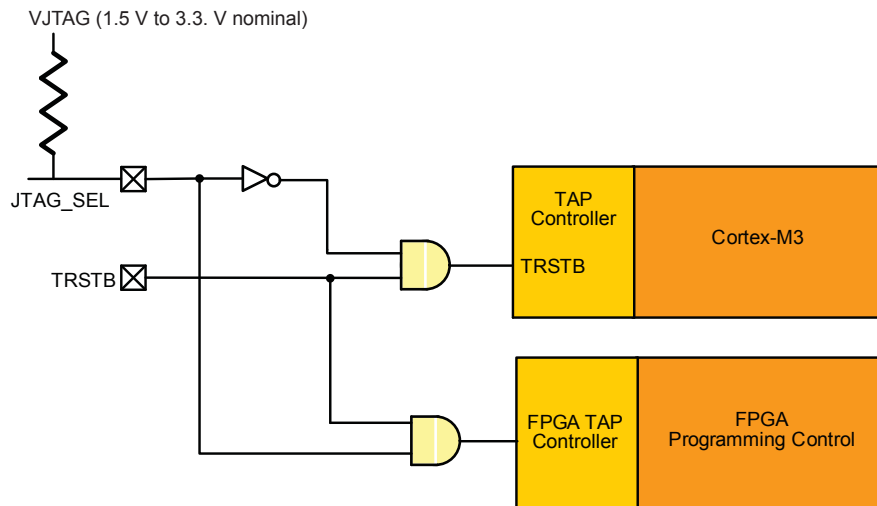 VJTAG (1.5 V to 3.3. V nominal)
JTAG_SEL
TRSTB
TAP
Controller
TRSTB
Cortex-M3
FPGA TAP
Controller
FPGA
Programming Control